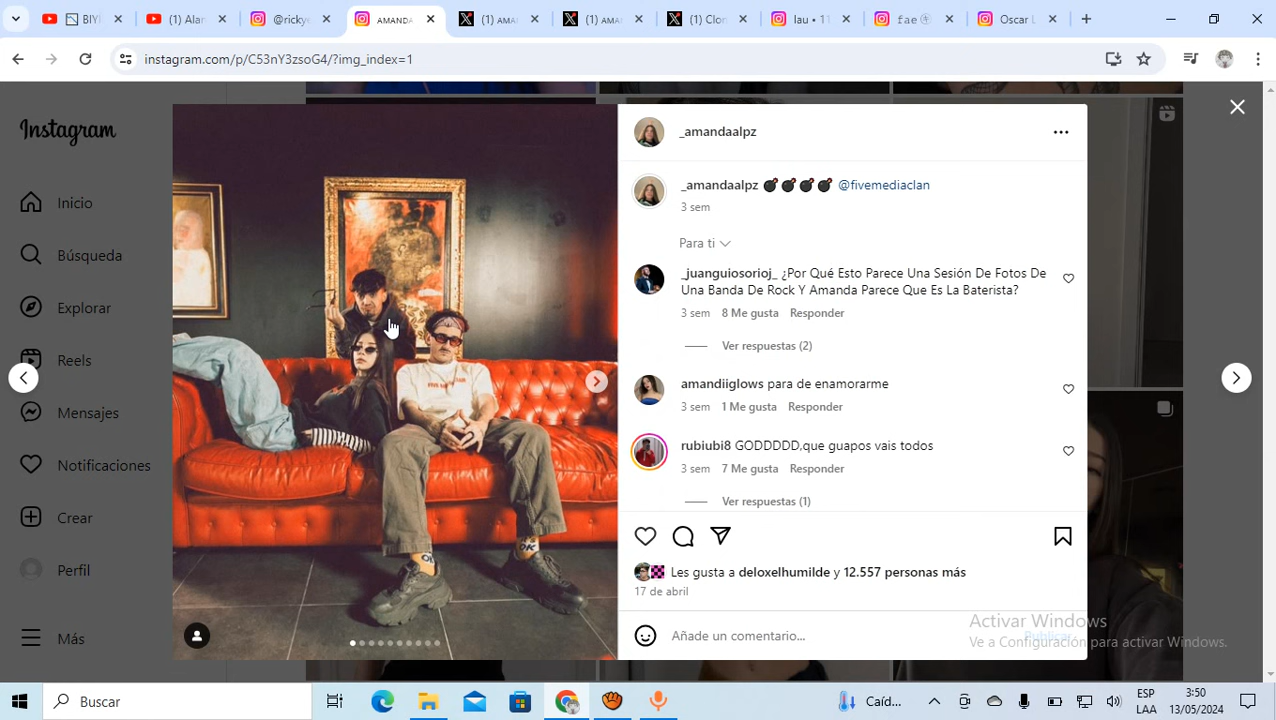 BIY
(1) Alar
@ricky
AMANDA
(1) AMA
(1) AMA
(1) Clor
lau • 11
fae
Oscar L
instagram.com/p/C53nY3zsoG4/?img_index=1
Instagram
Inicio
Búsqueda
Explorar
Reels
Mensajes
Notificaciones
Crear
Perfil
Más
_amandaalpz
_amandaalpz 💣💣💣💣 @fivemediaclan
3 sem
Para ti
_juanguiosorioj_ ¿Por Qué Esto Parece Una Sesión De Fotos De
Una Banda De Rock Y Amanda Parece Que Es La Baterista?
3 sem 8 Me gusta Responder
Ver respuestas (2)
amandiiglows para de enamorarme
3 sem 1 Me gusta Responder
rubiubi8 GODDDDD,que guapos vais todos
3 sem 7 Me gusta Responder
Ver respuestas (1)
Les gusta a deloxelhumilde y 12.557 personas más
17 de abril
Añade un comentario...
Publicar
Activar Windows
Ve a Configuración para activar Windows.
Buscar
Caíd...
ESP
LAA
3:50
13/05/2024